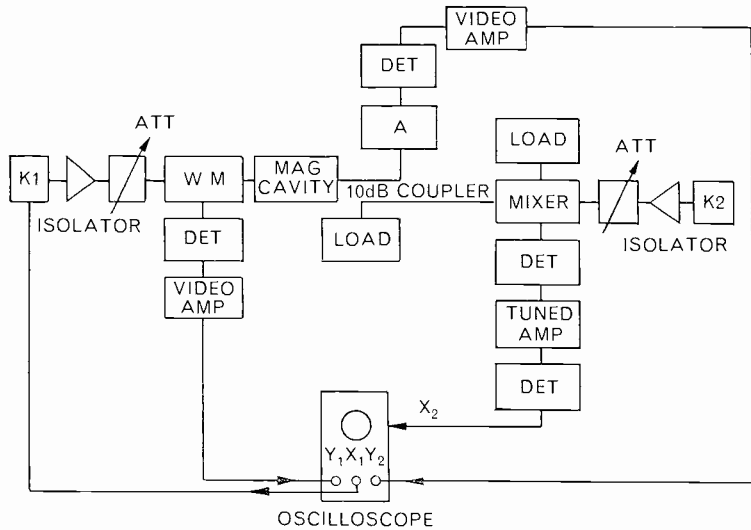 VIDEO
AMP
DET
A
ATT
K1
ISOLATOR
W M
MAG
CAVITY
10dB COUPLER
LOAD
LOAD
MIXER
ATT
K2
ISOLATOR
DET
VIDEO
AMP
DET
TUNED
AMP
DET
X₂
Y₁ X₁ Y₂
OSCILLOSCOPE